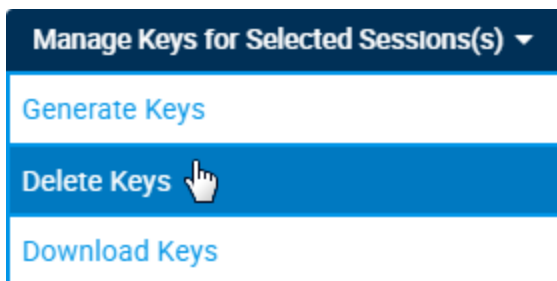 Manage Keys for Selected Sessions(s)
Generate Keys
Delete Keys
Download Keys